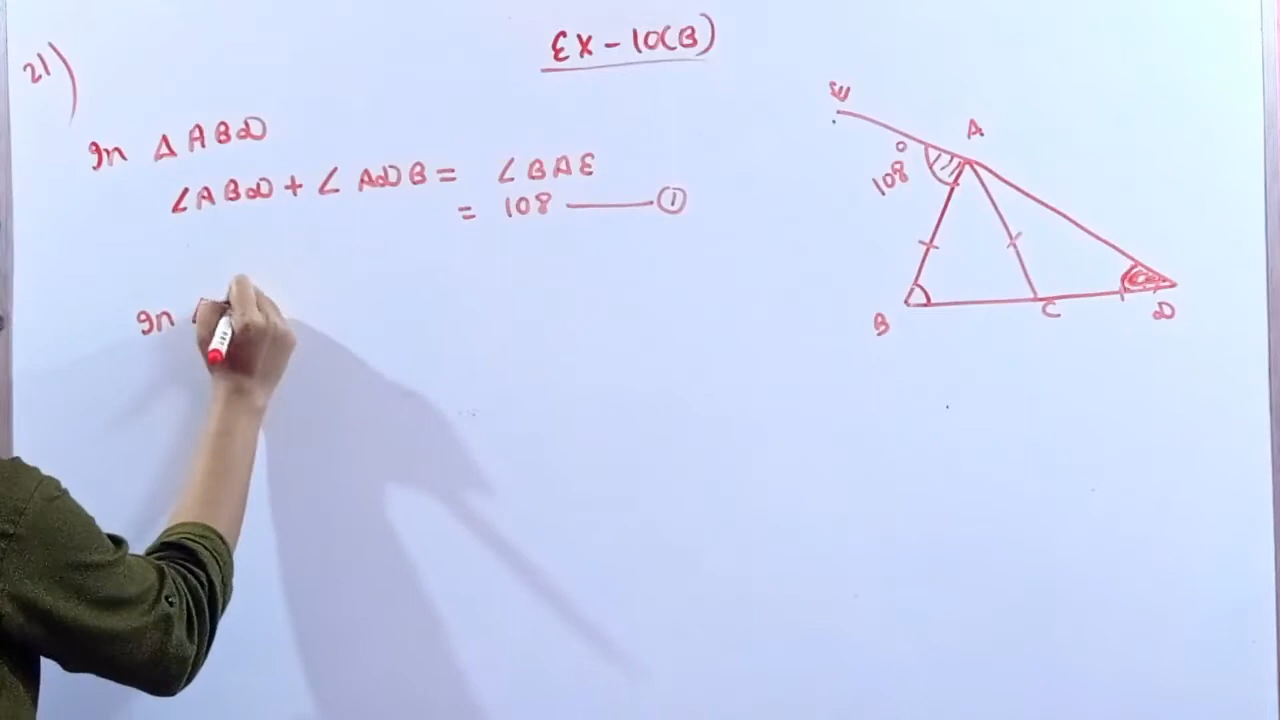 Ex - 10(B)
21)
In Δ ABD
∠ABD + ∠ADB = ∠BAE
= 108 ——— ①
In
E
A
108°
B
C
D